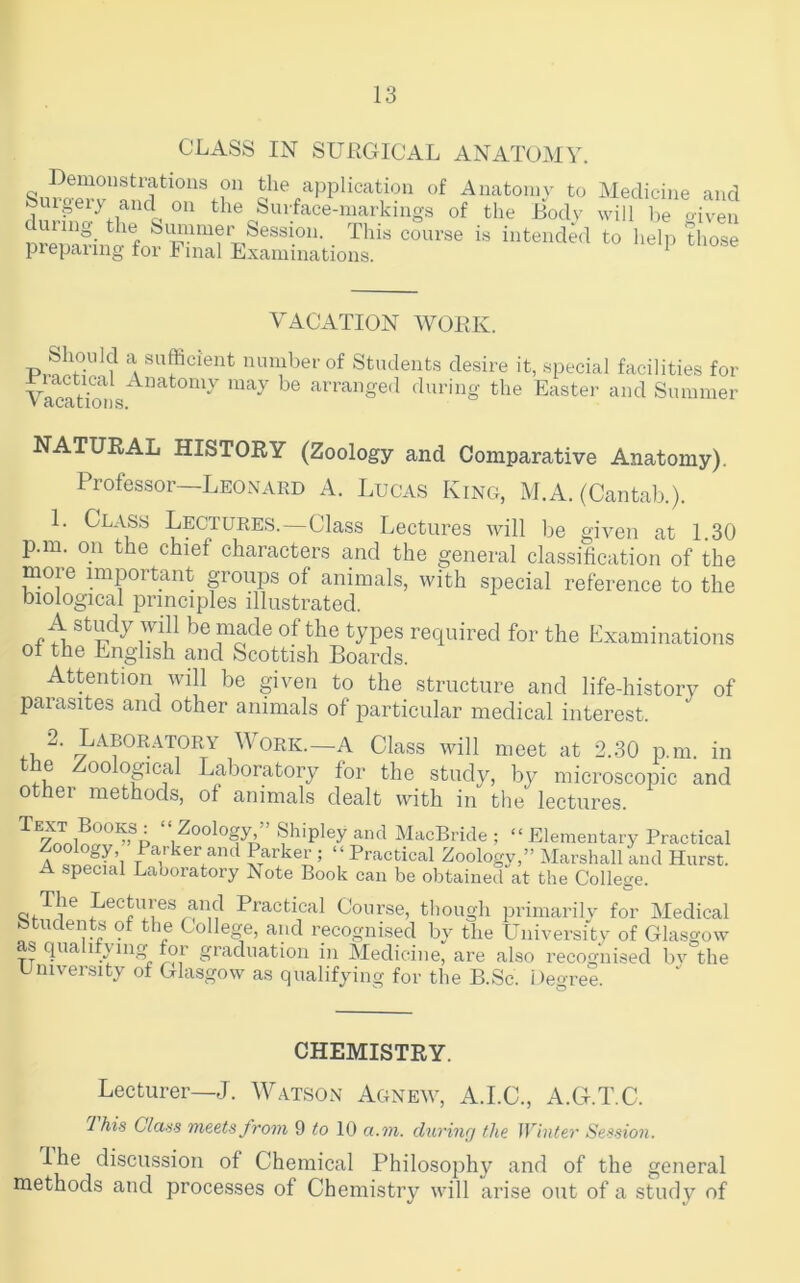 13
CLASS IN SURGICAL ANATOMY.
Demonstrations on the application of Anatomy to Medicine and
Surgery and on the Surface-markings of the Body will be given
during the Summer Session. This course is intended to help those
preparing for Final Examinations.
VACATION WORK.
Should a sufficient number of Students desire it, special facilities for
Practical Anatomy may be arranged during the Easter and Summer
Vacations.
NATURAL HISTORY (Zoology and Comparative Anatomy).
Professor—LEONARD A. LUCAS KING, M.A. (Cantab.).
1. CLASS LECTURES.—Class Lectures will be given at 1.30
p.m. on the chief characters and the general classification of the
more important groups of animals, with special reference to the
biological principles illustrated.
A study will be made of the types required for the Examinations
of the English and Scottish Boards.
Attention will be given to the structure and life-history of
parasites and other animals of particular medical interest.
2. LABORATORY WORK.—A Class will meet at 2.30 p.m. in
the Zoological Laboratory for the study, by microscopic and
other methods, of animals dealt with in the lectures.
TEXT BOOKS: “Zoology,” Shipley and MacBride; “Elementary Practical
Zoology,” Parker and Parker; “Practical Zoology,” Marshall and Hurst.
A special Laboratory Note Book can be obtained at the College.
The Lectures and Practical Course, though primarily for Medical
Students of the College, and recognised by the University of Glasgow
as qualifying for graduation in Medicine, are also recognised by the
University of Glasgow as qualifying for the B.Sc. Degree.
CHEMISTRY.
Lecturer—J. WATSON AGNEW, A.I.C., A.G.T.C.
This Class meets from 9 to 10 a.m. during the Winter Session.
The discussion of Chemical Philosophy and of the general
methods and processes of Chemistry will arise out of a study of